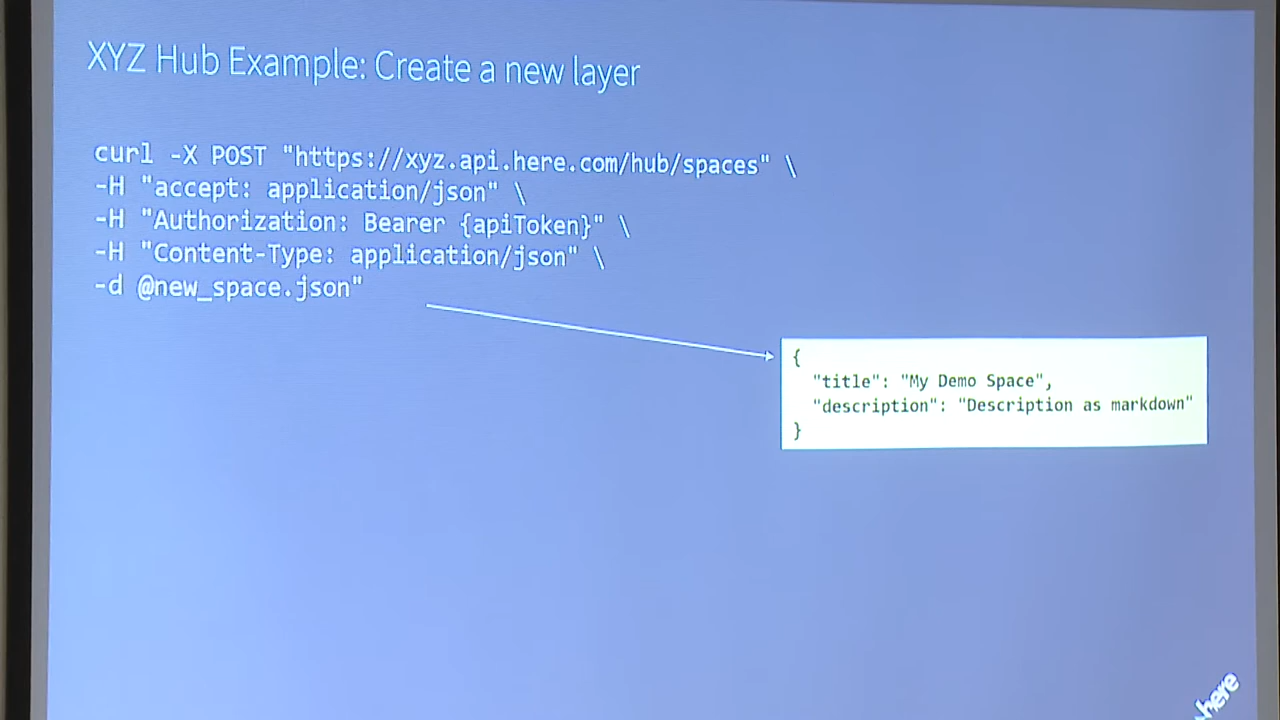 XYZ Hub Example: Create a new layer
curl -X POST "https://xyz.api.here.com/hub/spaces" \
-H "accept: application/json" \
-H "Authorization: Bearer {apiToken}" \
-H "Content-Type: application/json" \
-d @new_space.json"
{
"title": "My Demo Space",
"description": "Description as markdown"
}
here